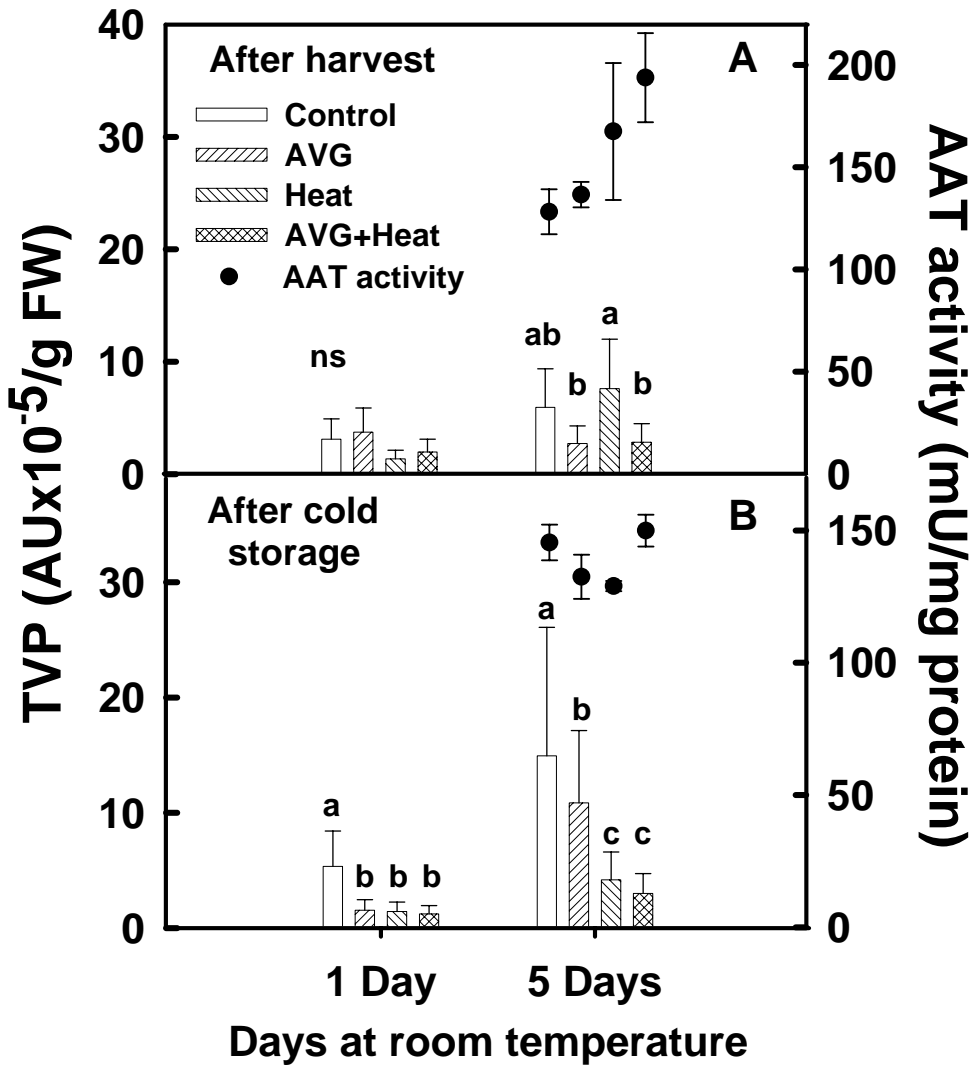 40
30
20
10
0
After harvest
Control
AVG
Heat
AVG+Heat
AAT activity
A
ns
ab
b
a
b
200
150
100
50
0
30
20
10
0
After cold
storage
B
a
b
b
b
a
b
c
c
150
100
50
0
TVP (AUx10⁻⁵/g FW)
AAT activity (mU/mg protein)
1 Day
5 Days
Days at room temperature